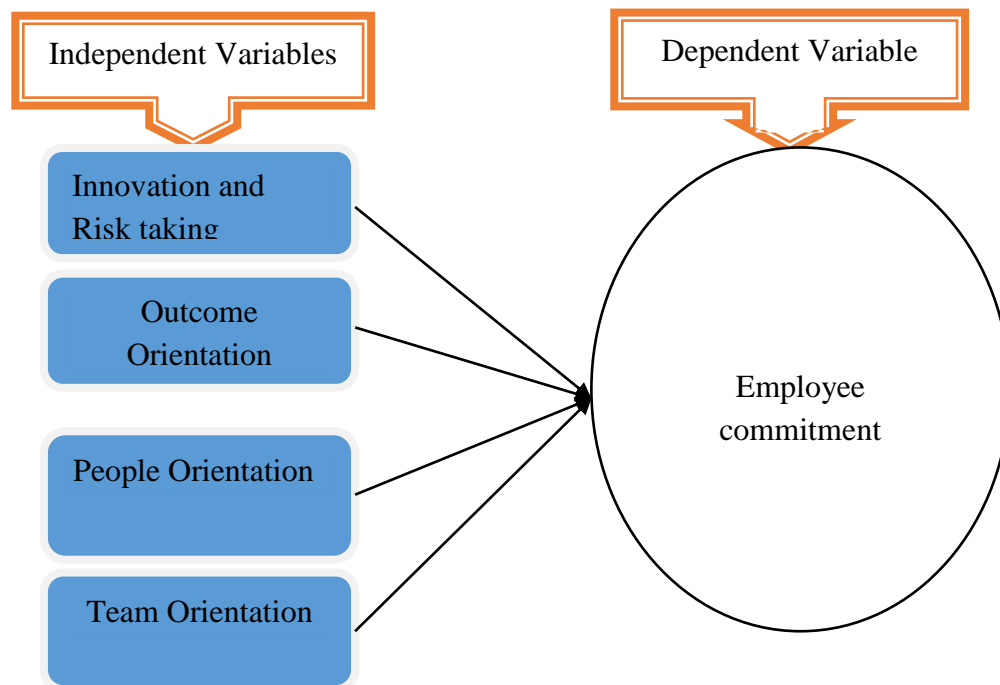 Independent Variables
Dependent Variable
Innovation and
Risk taking
Outcome
Orientation
People Orientation
Team Orientation
Employee
commitment